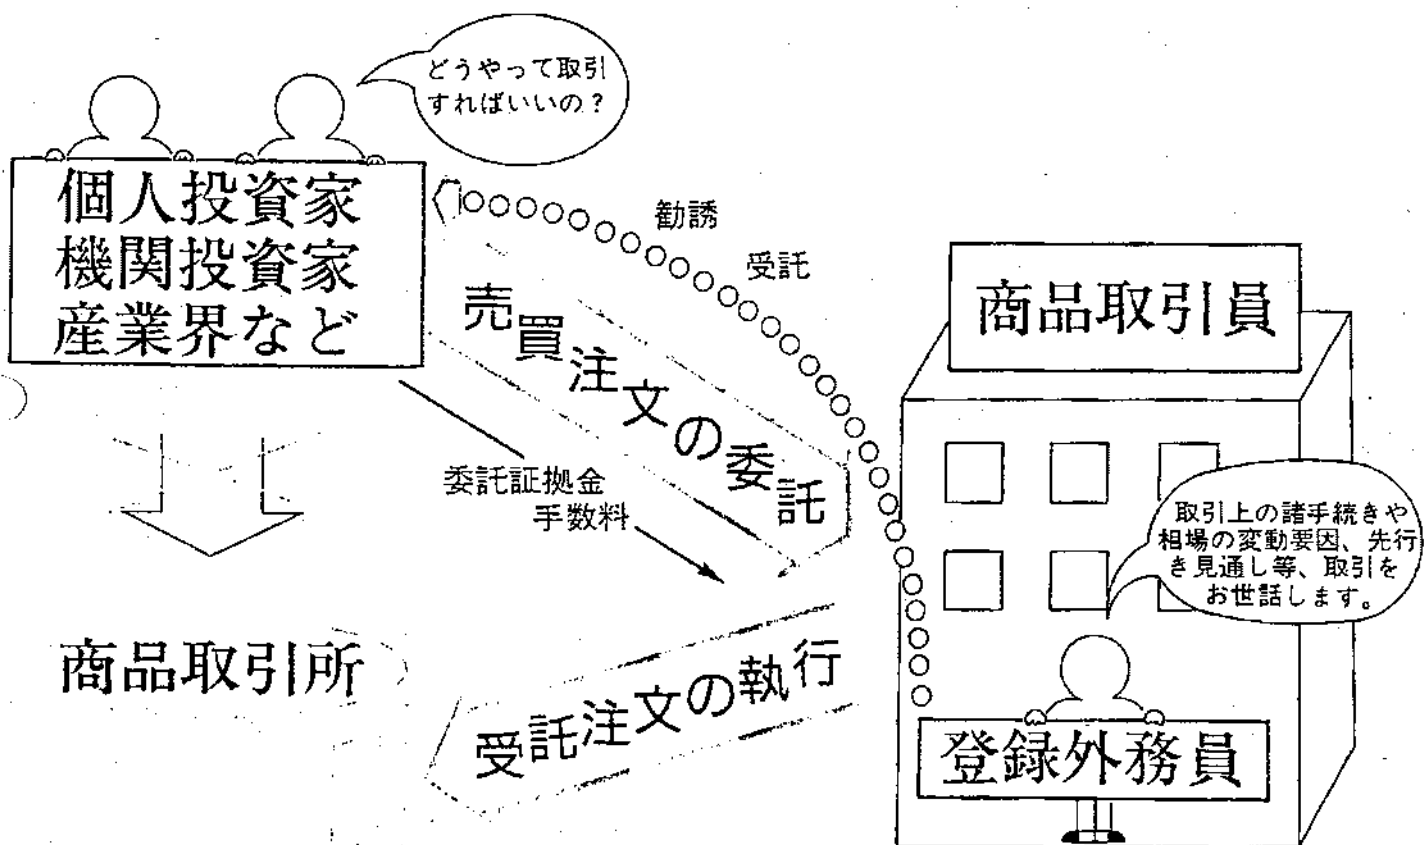 どうやって取引
すればいいの？
個人投資家
機関投資家
産業界など
勧誘
受託
商品取引員
売買注文の委託
委託証拠金
手数料
取引上の諸手続きや
相場の変動要因、先行
き見通し等、取引を
お世話します。
商品取引所
受託注文の執行
登録外務員